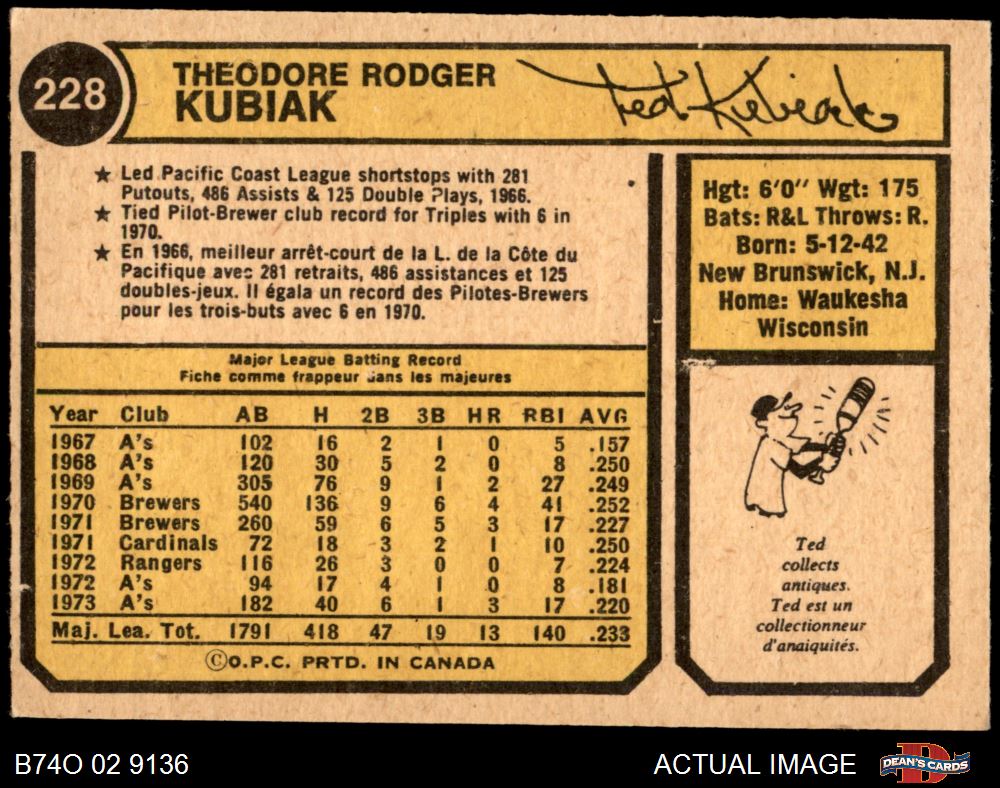 228
THEODORE RODGER
KUBIAK
Ted Kubiak
★ Led Pacific Coast League shortstops with 281
Putouts, 486 Assists & 125 Double Plays, 1966.
★ Tied Pilot-Brewer club record for Triples with 6 in
1970.
★ En 1966, meilleur arrêt-court de la L. de la Côte du
Pacifique avec 281 retraits, 486 assistances et 125
doubles-jeux. Il égala un record des Pilotes-Brewers
pour les trois-buts avec 6 en 1970.
Hgt: 6'0" Wgt: 175
Bats: R&L Throws: R.
Born: 5-12-42
New Brunswick, N.J.
Home: Waukesha
Wisconsin
Major League Batting Record
Fiche comme frappeur dans les majeures
Year Club AB H 2B 3B HR RBI AVG
1967 A's 102 16 2 1 0 5 .157
1968 A's 120 30 5 2 0 8 .250
1969 A's 305 76 9 1 2 27 .249
1970 Brewers 540 136 9 6 4 41 .252
1971 Brewers 260 59 6 5 3 17 .227
1971 Cardinals 72 18 3 2 1 10 .250
1972 Rangers 116 26 3 0 0 7 .224
1972 A's 94 17 4 1 0 8 .181
1973 A's 182 40 6 1 3 17 .220
Maj. Lea. Tot. 1791 418 47 19 13 140 .233
©O.P.C. PRTD. IN CANADA
Ted
collects
antiques.
Ted est un
collectionneur
d'anaiquités.
B74O 02 9136
ACTUAL IMAGE
D
DEAN'S CARDS